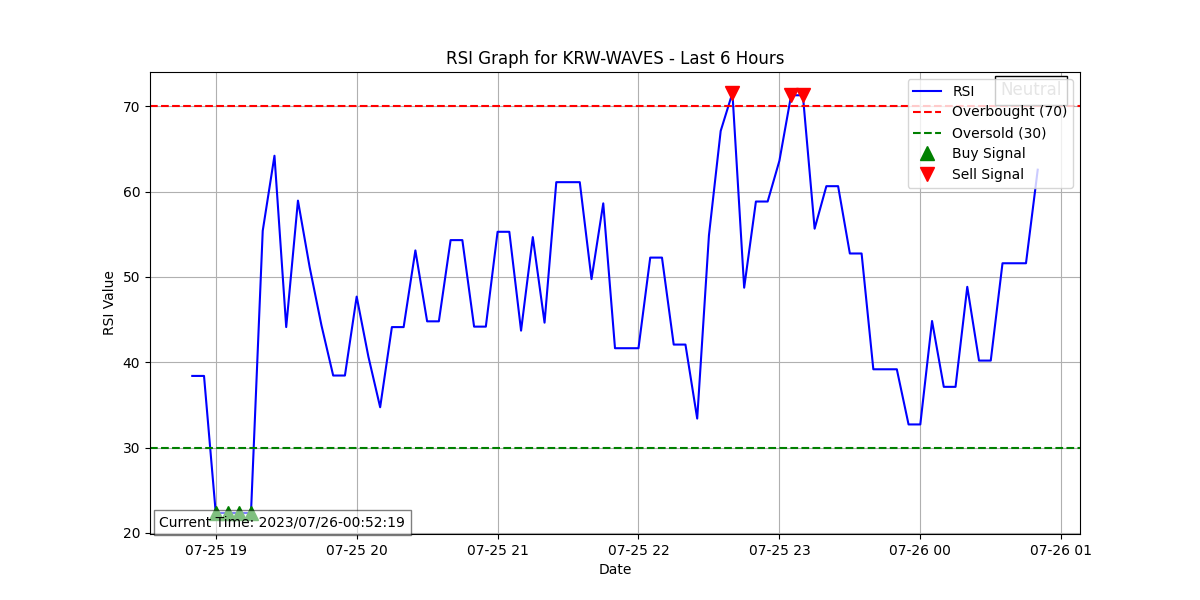 RSI Graph for KRW-WAVES - Last 6 Hours
Neutral
RSI
Overbought (70)
Oversold (30)
Buy Signal
Sell Signal
RSI Value
70
60
50
40
30
20
Current Time: 2023/07/26-00:52:19
07-25 19
07-25 20
07-25 21
07-25 22
07-25 23
07-26 00
07-26 01
Date